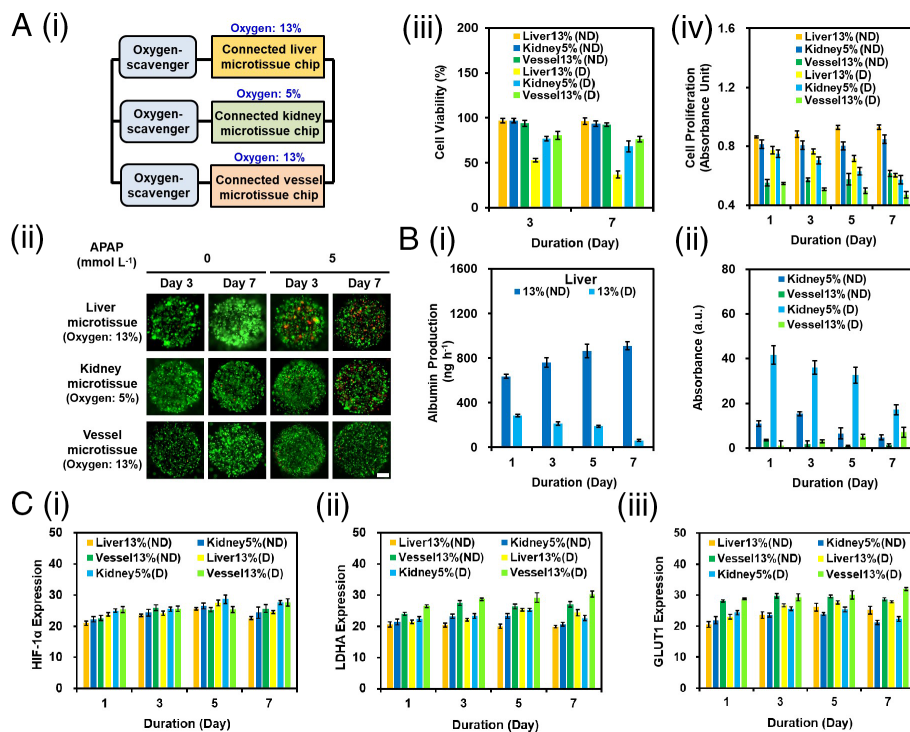 A (i)
Oxygen: 13%
Oxygen-
scavenger
Connected liver
microtissue chip
Oxygen: 5%
Oxygen-
scavenger
Connected kidney
microtissue chip
Oxygen: 13%
Oxygen-
scavenger
Connected vessel
microtissue chip
(ii)
APAP
(mmol L-1)
0
5
Day 3
Day 7
Day 3
Day 7
Liver
microtissue
(Oxygen: 13%)
Kidney
microtissue
(Oxygen: 5%)
Vessel
microtissue
(Oxygen: 13%)
(iii)
Cell Viability (%)
200
150
100
50
0
Liver13% (ND)
Kidney5% (ND)
Vessel13% (ND)
Liver13% (D)
Kidney5% (D)
Vessel13% (D)
3
7
Duration (Day)
(iv)
Cell Proliferation
(Absorbance Unit)
1.6
1.2
0.8
0.4
Liver13% (ND)
Kidney5% (ND)
Vessel13% (ND)
Liver13% (D)
Kidney5% (D)
Vessel13% (D)
1
3
5
7
Duration (Day)
B (i)
Albumin Production
(ng h-1)
1600
1200
800
400
0
Liver
13% (ND)
13% (D)
1
3
5
7
Duration (Day)
(ii)
Absorbance (a.u.)
80
60
40
20
0
Kidney5% (ND)
Vessel13% (ND)
Kidney5% (D)
Vessel13% (D)
1
3
5
7
Duration (Day)
C (i)
HIF-1α Expression
50
40
30
20
10
0
Liver13% (ND)
Kidney5% (ND)
Vessel13% (ND)
Liver13% (D)
Kidney5% (D)
Vessel13% (D)
1
3
5
7
Duration (Day)
(ii)
LDHA Expression
50
40
30
20
10
0
Liver13% (ND)
Kidney5% (ND)
Vessel13% (ND)
Liver13% (D)
Kidney5% (D)
Vessel13% (D)
1
3
5
7
Duration (Day)
(iii)
GLUT1 Expression
50
40
30
20
10
0
Liver13% (ND)
Kidney5% (ND)
Vessel13% (ND)
Liver13% (D)
Kidney5% (D)
Vessel13% (D)
1
3
5
7
Duration (Day)